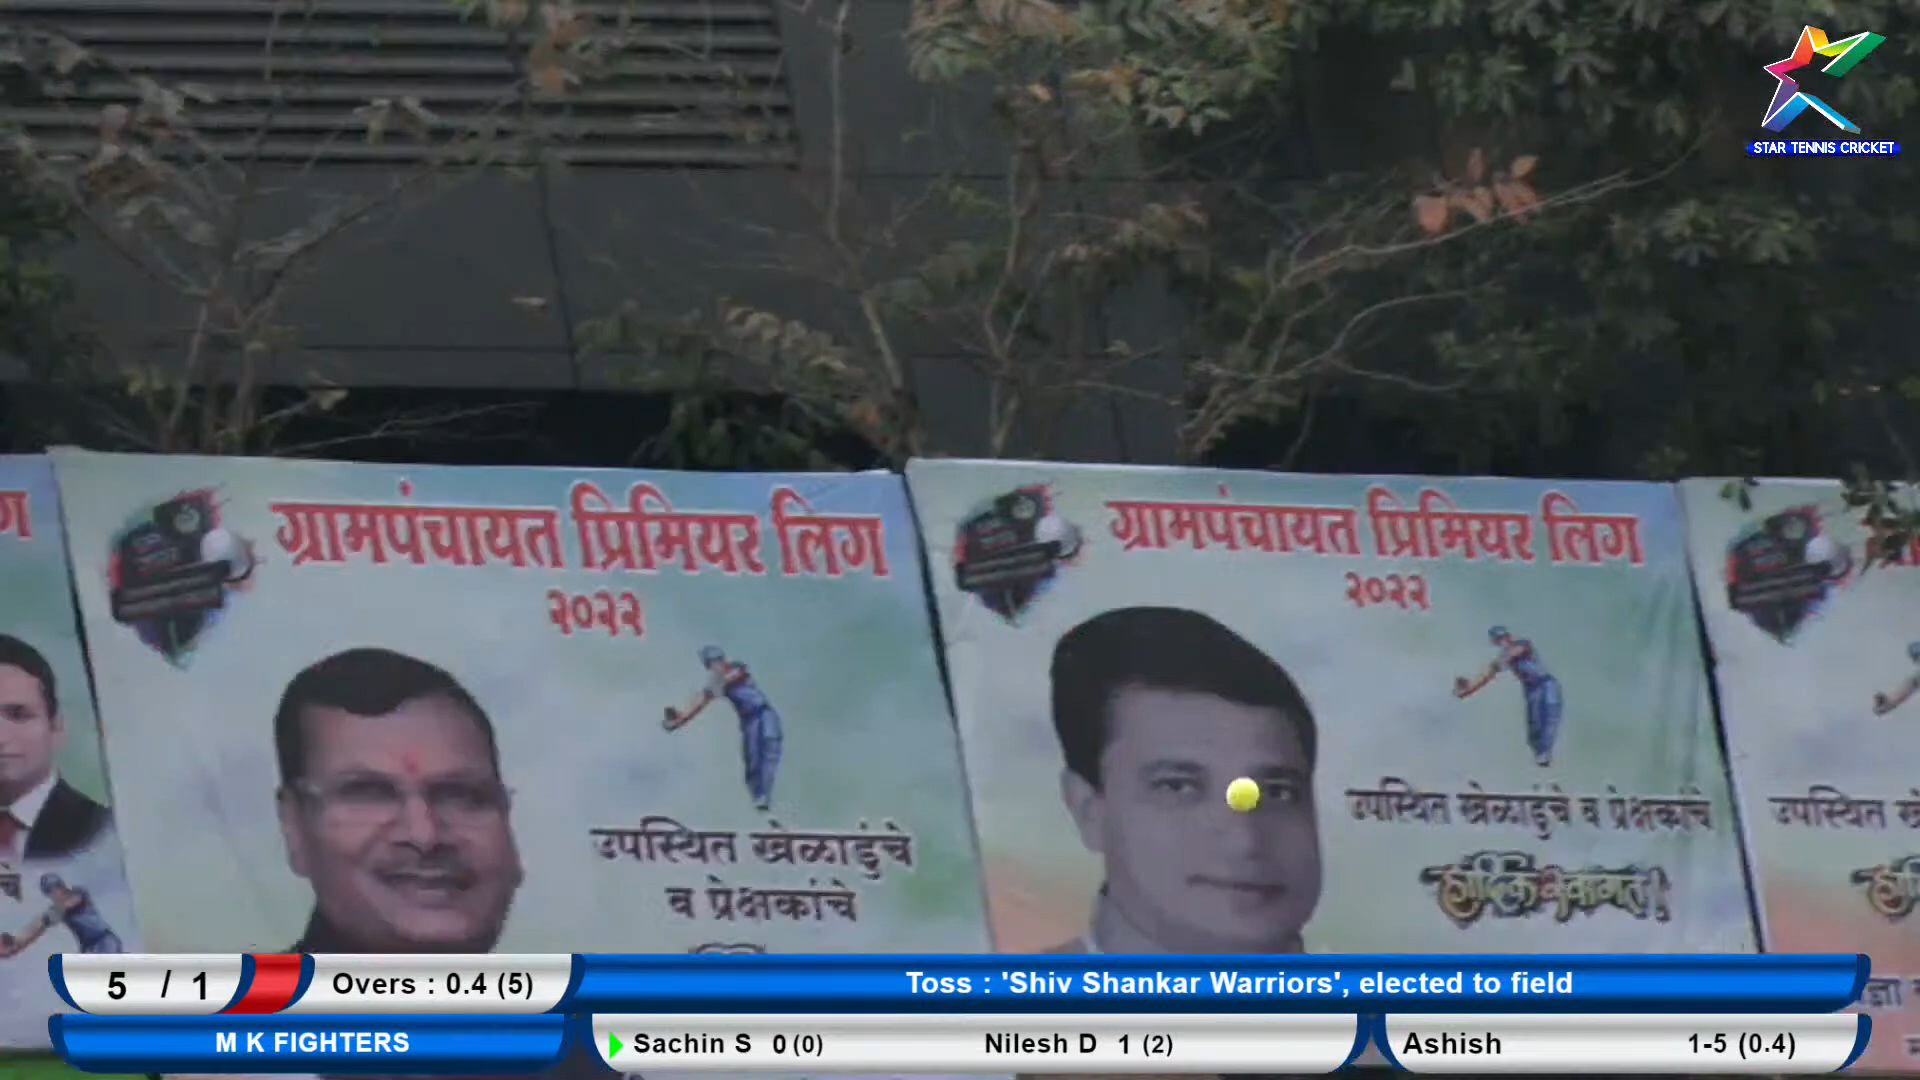 STAR TENNIS CRICKET
ग्रामपंचायत प्रिमियर लिग
२०२२
उपस्थित खेळाडुंचे
व प्रेक्षकांचे
ग्रामपंचायत प्रिमियर लिग
२०२२
उपस्थित खेळाडुंचे व प्रेक्षकांचे
हार्दिक स्वागत!
उपस्थित
5 / 1
Overs : 0.4 (5)
Toss : 'Shiv Shankar Warriors', elected to field
M K FIGHTERS
Sachin S 0 (0)
Nilesh D 1 (2)
Ashish 1-5 (0.4)